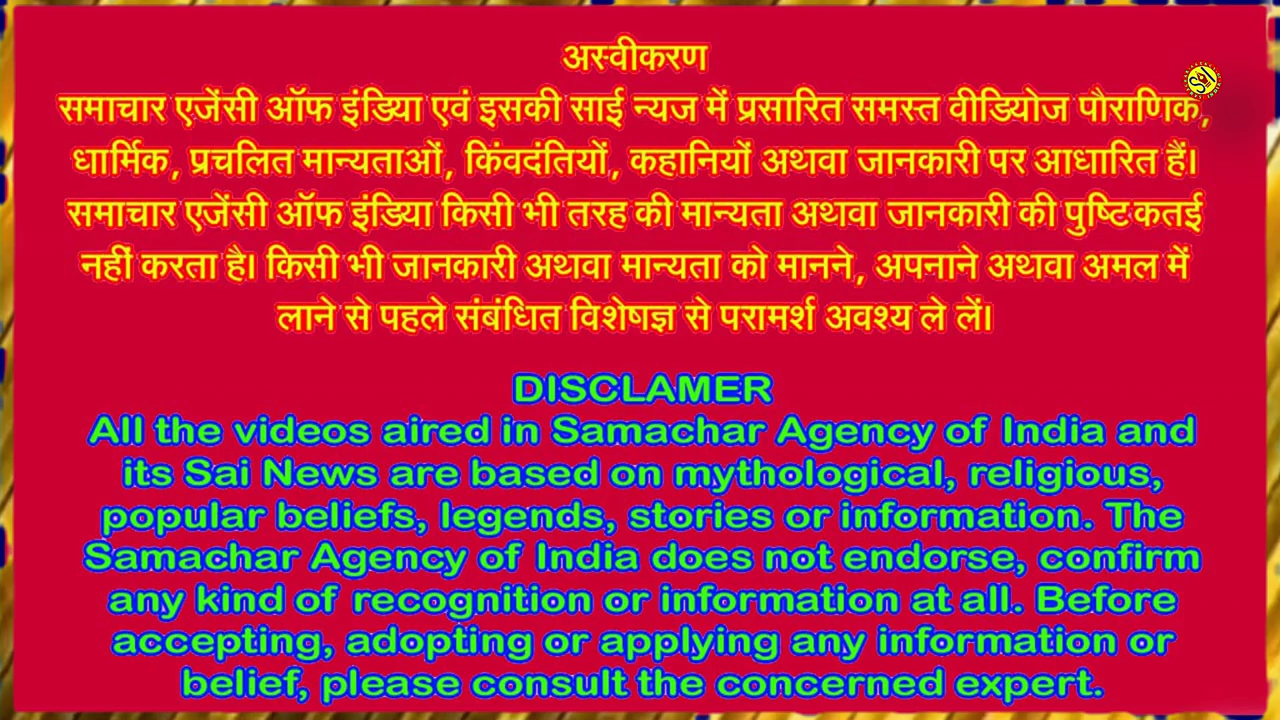 अस्वीकरण
SAI
समाचार एजेंसी ऑफ इंडिया एवं इसकी साई न्यज में प्रसारित समस्त वीडियोज पौराणिक,
धार्मिक, प्रचलित मान्यताओं, किंवदंतियों, कहानियों अथवा जानकारी पर आधारित हैं।
समाचार एजेंसी ऑफ इंडिया किसी भी तरह की मान्यता अथवा जानकारी की पुष्टि कतई
नहीं करता है। किसी भी जानकारी अथवा मान्यता को मानने, अपनाने अथवा अमल में
लाने से पहले संबंधित विशेषज्ञ से परामर्श अवश्य ले लें।
DISCLAMER
All the videos aired in Samachar Agency of India and
its Sai News are based on mythological, religious,
popular beliefs, legends, stories or information. The
Samachar Agency of India does not endorse, confirm
any kind of recognition or information at all. Before
accepting, adopting or applying any information or
belief, please consult the concerned expert.